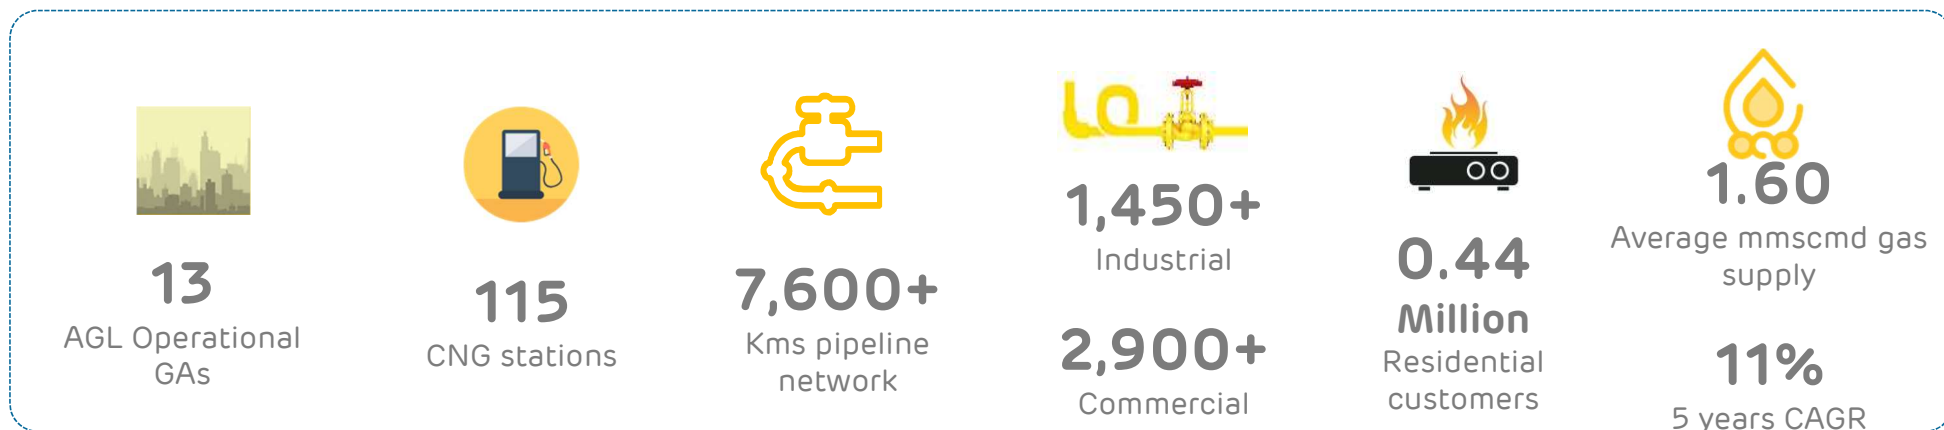 13
AGL Operational
GAs
115
CNG stations
7,600+
Kms pipeline
network
1,450+
Industrial
2,900+
Commercial
0.44
Million
Residential
customers
1.60
Average mmscmd gas
supply
11%
5 years CAGR